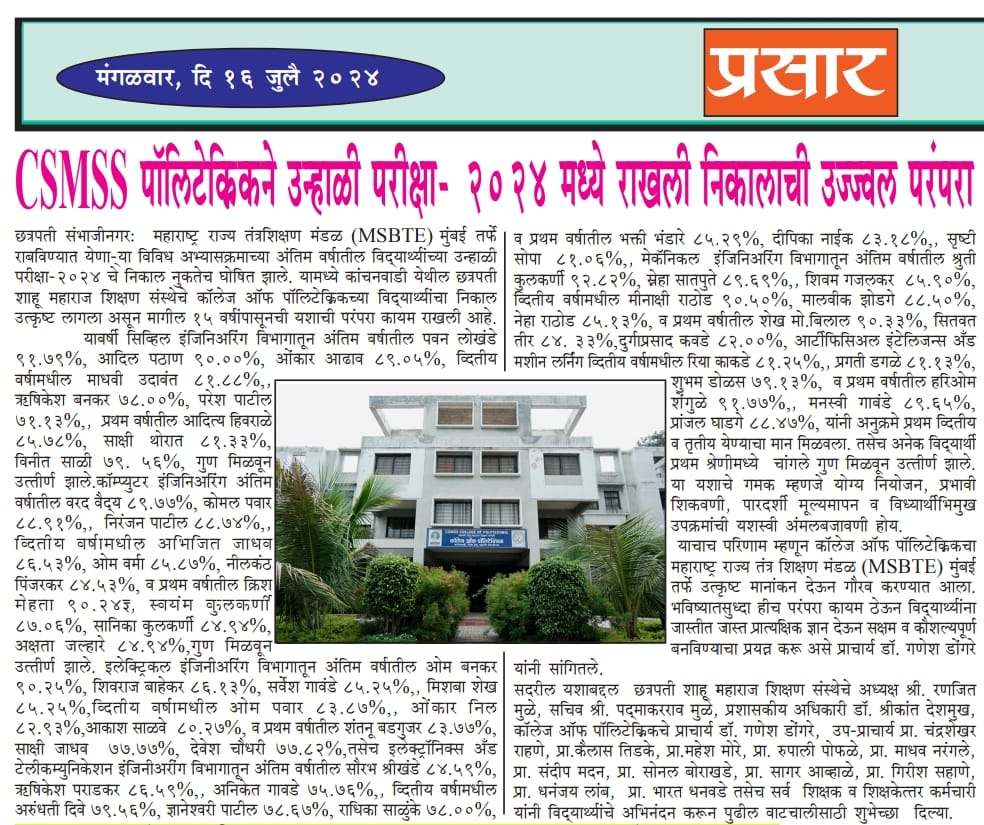 मंगळवार, दि १६ जुलै २०२४
प्रसार
CSMSS पॉलिटेक्निकने उन्हाळी परीक्षा- २०२४ मध्ये राखली निकालाची उज्ज्वल परंपरा
छत्रपती संभाजीनगर: महाराष्ट्र राज्य तंत्रशिक्षण मंडळ (MSBTE) मुंबई तर्फे
राबविण्यात येणा-या विविध अभ्यासक्रमाच्या अंतिम वर्षातील विद्यार्थ्यांच्या उन्हाळी
परीक्षा-२०२४ चे निकाल नुकतेच घोषित झाले. यामध्ये कांचनवाडी येथील छत्रपती
शाहू महाराज शिक्षण संस्थेचे कॉलेज ऑफ पॉलिटेक्निकच्या विद्यार्थ्यांचा निकाल
उत्कृष्ट लागला असून मागील १५ वर्षापासूनची यशाची परंपरा कायम राखली आहे.
यावर्षी सिव्हिल इंजिनिअरिंग विभागातून अंतिम वर्षातील पवन लोखंडे
९१.७९%, आदिल पठाण ९०.००%, ओंकार आढाव ८९.०५%, व्दितीय
वर्षामधील माधवी उदावंत ८१.८८%,,
ऋषिकेश बनकर ७८.००%, परेश पाटील
७१.१३%,, प्रथम वर्षातील आदित्य हिवराळे
८५.७८%, साक्षी थोरात ८१.३३%,
विनीत साळी ७९. ५६%, गुण मिळवून
उत्तीर्ण झाले.कॉम्प्युटर इंजिनिअरिंग अंतिम
वर्षातील वरद वैद्य ८९.७७%, कोमल पवार
८८.९१%,, निरंजन पाटील ८८.७४%,,
व्दितीय वर्षामधील अभिजित जाधव
८६.५३%, ओम वर्मा ८५.८७%, नीलकंठ
पिंजरकर ८४.५३%, व प्रथम वर्षातील क्रिश
मेहता ९०.२४इ, स्वयंम कुलकर्णी
८७.०६%, सानिका कुलकर्णी ८४.९४%,
अक्षता जल्हारे ८४.९४%,गुण मिळवून
उत्तीर्ण झाले. इलेक्ट्रिकल इंजिनीअरिंग विभागातून अंतिम वर्षातील ओम बनकर
९०.२५%, शिवराज बाहेकर ८६.१३%, सर्वेश गावंडे ८५.२५%,, मिशबा शेख
८५.२५%,व्दितीय वर्षामधील ओम पवार ८३.८७%,, ओंकार निल
८२.९३%,आकाश साळवे ८०.२७%, व प्रथम वर्षातील शंतनू बडगुजर ८३.७७%,
साक्षी जाधव ७७.७७%, देवेश चौधरी ७७.८२%,तसेच इलेक्ट्रॉनिक्स अँड
टेलीकम्युनिकेशन इंजिनीअरिंग विभागातून अंतिम वर्षातील सौरभ श्रीखंडे ८४.५९%,
ऋषिकेश पराडकर ८६.५९%,, अनिकेत गावडे ७५.७६%,, व्दितीय वर्षामधील
अरुंधती दिवे ७९.५६%, ज्ञानेश्वरी पाटील ७८.६७%, राधिका साळुंके ७८.००%,
व प्रथम वर्षातील भक्ती भंडारे ८५.२९%, दीपिका नाईक ८३.१८%,, सृष्टी
सोपा ८१.०६%,, मेकॅनिकल इंजिनिअरिंग विभागातून अंतिम वर्षातील श्रुती
कुलकर्णी ९२.८२%, स्नेहा सातपुते ८९.६९%,, शिवम गजलकर ८५.९०%,
व्दितीय वर्षामधील मीनाक्षी राठोड ९०.५०%, मालवीक झोडगे ८८.५०%,
नेहा राठोड ८५.१३%, व प्रथम वर्षातील शेख मो.बिलाल ९०.३३%, सितवत
तीर ८४. ३३%,दुर्गाप्रसाद कवडे ८२.००%, आर्टीफिसिअल इंटेलिजन्स अँड
मशीन लर्निंग व्दितीय वर्षामधील रिया काकडे ८१.२५%,, प्रगती डगळे ८१.१३%,
शुभम डोळस ७९.१३%, व प्रथम वर्षातील हरिओम
शेंगुळे ९१.७७%,, मनस्वी गावंडे ८९.६५%,
प्रांजल घाडगे ८८.४७%, यांनी अनुक्रमे प्रथम व्दितीय
व तृतीय येण्याचा मान मिळवला. तसेच अनेक विद्यार्थी
प्रथम श्रेणीमध्ये चांगले गुण मिळवून उत्तीर्ण झाले.
या यशाचे गमक म्हणजे योग्य नियोजन, प्रभावी
शिकवणी, पारदर्शी मूल्यमापन व विध्यार्थीभिमुख
उपक्रमांची यशस्वी अंमलबजावणी होय.
याचाच परिणाम म्हणून कॉलेज ऑफ पॉलिटेक्निकचा
महाराष्ट्र राज्य तंत्र शिक्षण मंडळ (MSBTE) मुंबई
तर्फे उत्कृष्ट मानांकन देऊन गौरव करण्यात आला.
भविष्यातसुध्दा हीच परंपरा कायम ठेऊन विद्यार्थ्यांना
जास्तीत जास्त प्रात्यक्षिक ज्ञान देऊन सक्षम व कौशल्यपूर्ण
बनविण्याचा प्रयत्न करू असे प्राचार्य डॉ. गणेश डोंगरे
यांनी सांगितले.
सदरील यशाबद्दल छत्रपती शाहू महाराज शिक्षण संस्थेचे अध्यक्ष श्री. रणजित
मुळे, सचिव श्री. पद्माकरराव मुळे, प्रशासकीय अधिकारी डॉ. श्रीकांत देशमुख,
कॉलेज ऑफ पॉलिटेक्निकचे प्राचार्य डॉ. गणेश डोंगरे, उप-प्राचार्य प्रा. चंद्रशेखर
राहणे, प्रा.कैलास तिडके, प्रा.महेश मोरे, प्रा. रुपाली पोफळे, प्रा. माधव नरंगले,
प्रा. संदीप मदन, प्रा. सोनल बोराखडे, प्रा. सागर आव्हाळे, प्रा. गिरीश सहाणे,
प्रा. धनंजय लांब, प्रा. भारत धनवडे तसेच सर्व शिक्षक व शिक्षकेत्तर कर्मचारी
यांनी विद्यार्थ्यांचे अभिनंदन करून पुढील वाटचालीसाठी शुभेच्छा दिल्या.
CSMSS COLLEGE OF POLYTECHNIC
कॉलेज ऑफ पॉलिटेक्निक